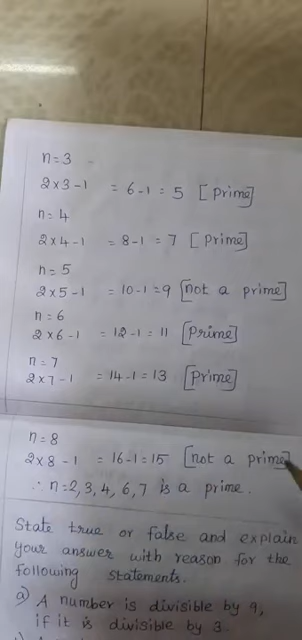 n=3
2×3-1 = 6-1 = 5 [Prime]
n=4
2×4-1 = 8-1 = 7 [Prime]
n=5
2×5-1 = 10-1=9 [not a prime]
n=6
2×6-1 = 12-1 = 11 [Prime]
n=7
2×7-1 = 14-1=13 [Prime]
n=8
2×8-1 = 16-1=15 [not a prime]
∴ n=2,3,4,6,7 is a prime.
State true or false and explain
your answer with reason for the
following statements.
a) A number is divisible by 9,
if it is divisible by 3.